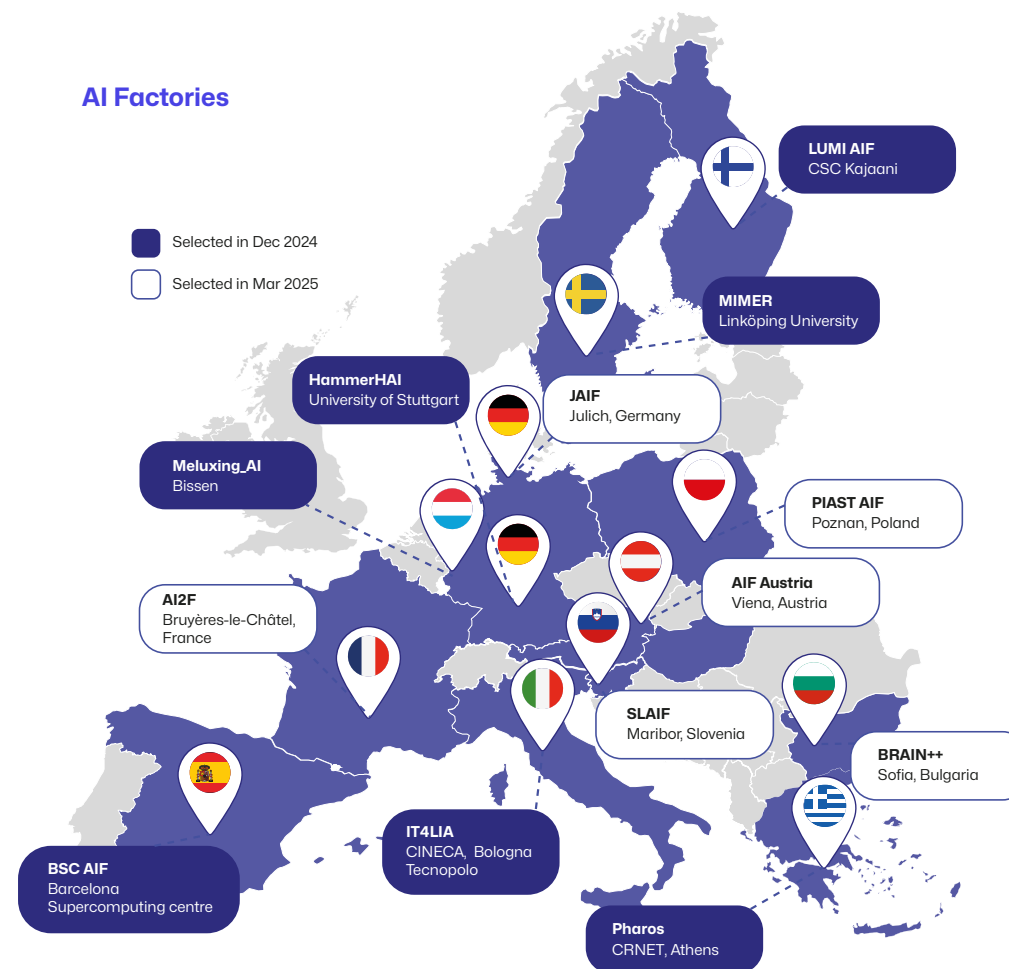 AI Factories
Selected in Dec 2024
Selected in Mar 2025
LUMI AIF
CSC Kajaani
MIMER
Linköping University
HammerHAI
University of Stuttgart
JAIF
Julich, Germany
Meluxing_AI
Bissen
PIAST AIF
Poznan, Poland
AIF Austria
Viena, Austria
AI2F
Bruyères-le-Châtel,
France
SLAIF
Maribor, Slovenia
BRAIN++
Sofia, Bulgaria
IT4LIA
CINECA, Bologna
Tecnopolo
BSC AIF
Barcelona
Supercomputing centre
Pharos
CRNET, Athens